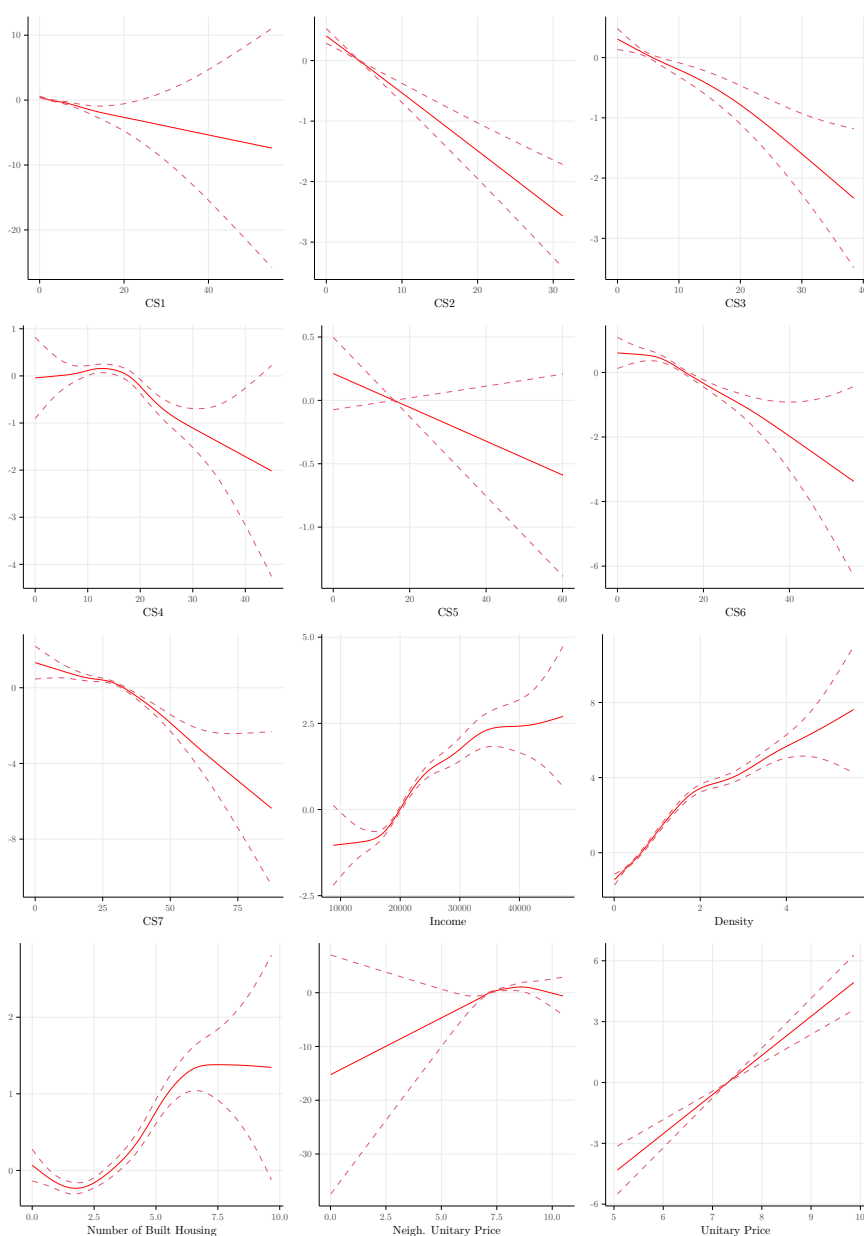 10
0
-10
-20
0 20 40
CS1
0
-1
-2
-3
0 10 20 30
CS2
0
-1
-2
-3
0 10 20 30 40
CS3
1
0
-1
-2
-3
-4
0 10 20 30 40
CS4
0.5
0.0
-0.5
-1.0
0 20 40 60
CS5
0
-2
-4
-6
0 20 40
CS6
0
-4
-8
0 25 50 75
CS7
5.0
2.5
0.0
-2.5
10000 20000 30000 40000
Income
8
4
0
0 2 4
Density
2
1
0
0.0 2.5 5.0 7.5 10.0
Number of Built Housing
0
-10
-20
-30
0.0 2.5 5.0 7.5 10.0
Neigh. Unitary Price
6
3
0
-3
-6
5 6 7 8 9 10
Unitary Price